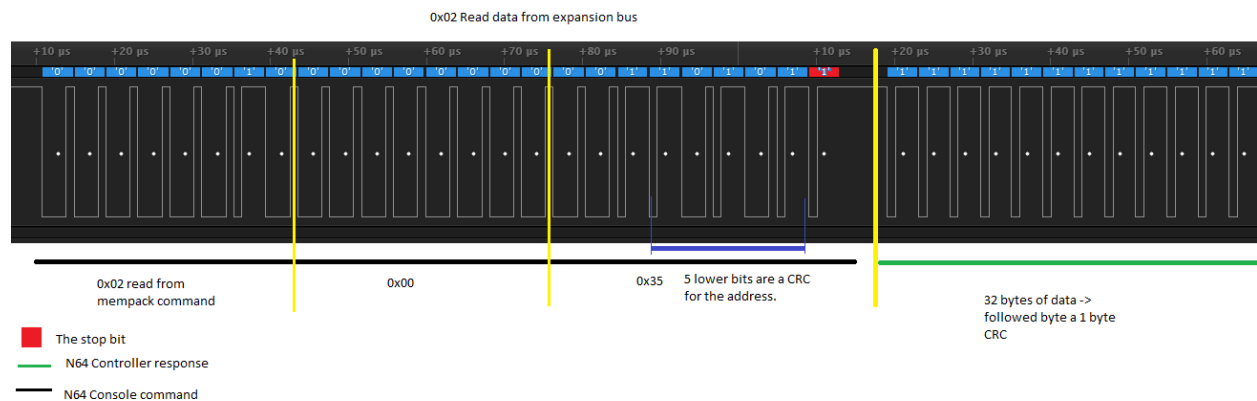 0x02 Read data from expansion bus
+10 µs +20 µs +30 µs +40 µs +50 µs +60 µs +70 µs +80 µs +90 µs +10 µs +20 µs +30 µs +40 µs +50 µs +60 µs
'0' '0' '0' '0' '0' '0' '1' '0' '0' '0' '0' '0' '0' '0' '0' '0' '0' '0' '1' '1' '0' '1' '0' '1' '1' '1' '1' '1' '1' '1' '1' '1' '1' '1' '1' '1' '1'
0x02 read from
mempack command
0x00
0x35
5 lower bits are a CRC
for the address.
32 bytes of data ->
followed byte a 1 byte
CRC
The stop bit
N64 Controller response
N64 Console command